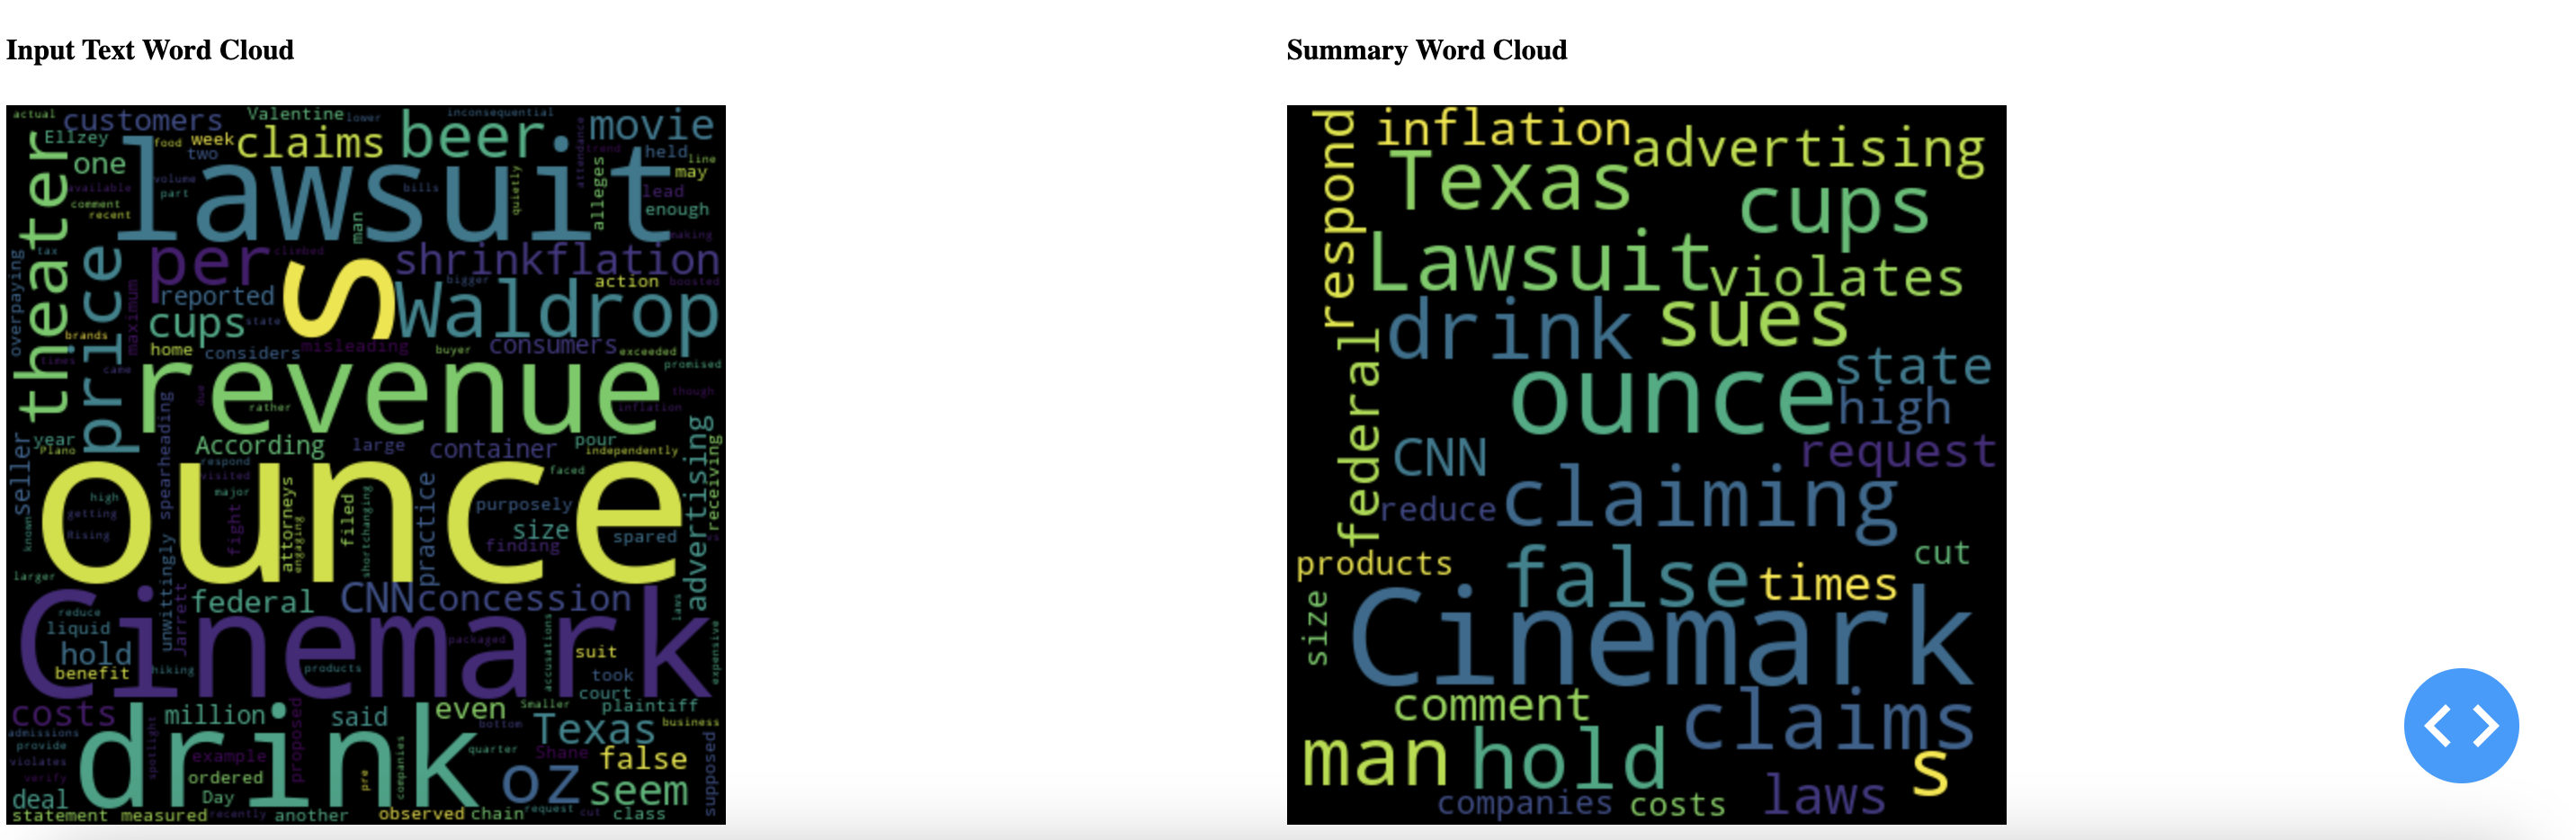 Input Text Word Cloud
actual
customers
Valentine
lower
inconsequential
movie
Ellzey
food
week
claims
beer
two
one
attendance
trend
held
line
may
theater
lawsuit
volume
part
available
comment
recent
bills
quietly
alleges
lead
enough
man
making
per
climbed
shrinkflation
tax
overpaying
price
maximum
reported
s
bigger
action
boosted
Waldrop
cups
state
brands
home
considers
misleading
buyer
consumers
exceeded
times
came
revenue
promised
due
rather
though
inflation
seller
year
Plano
spearheading
According
large
container
pour
independently
advertising
receiving
respond
visited
faced
ounce
high
major
getting
Rising
known
fight
attorneys
engaging
filed
shortchanging
practice
purposely
size
finding
spared
larger
unwittingly
Jarrett
federal
CNN
concession
laws
Cinemark
reduce
liquid
hold
benefit
hiking
packaged
products
accusations
suit
took
court
expensive
costs
million
said
even
Smaller
plaintiff
admissions
provide
violates
verify
spotlight
drink
bottom
Texas
business
example
proposed
quarter
Shane
false
supposed
ordered
pre
companies
oz
seem
deal
Day
statement
measured
recently
another
observed
chain
request
cut
class
Summary Word Cloud
respond
inflation
advertising
Texas
cups
Lawsuit
violates
drink
sues
federal
ounce
state
high
CNN
request
reduce
claiming
products
false
times
cut
size
Cinemark
comment
claims
man
hold
s
companies
costs
laws